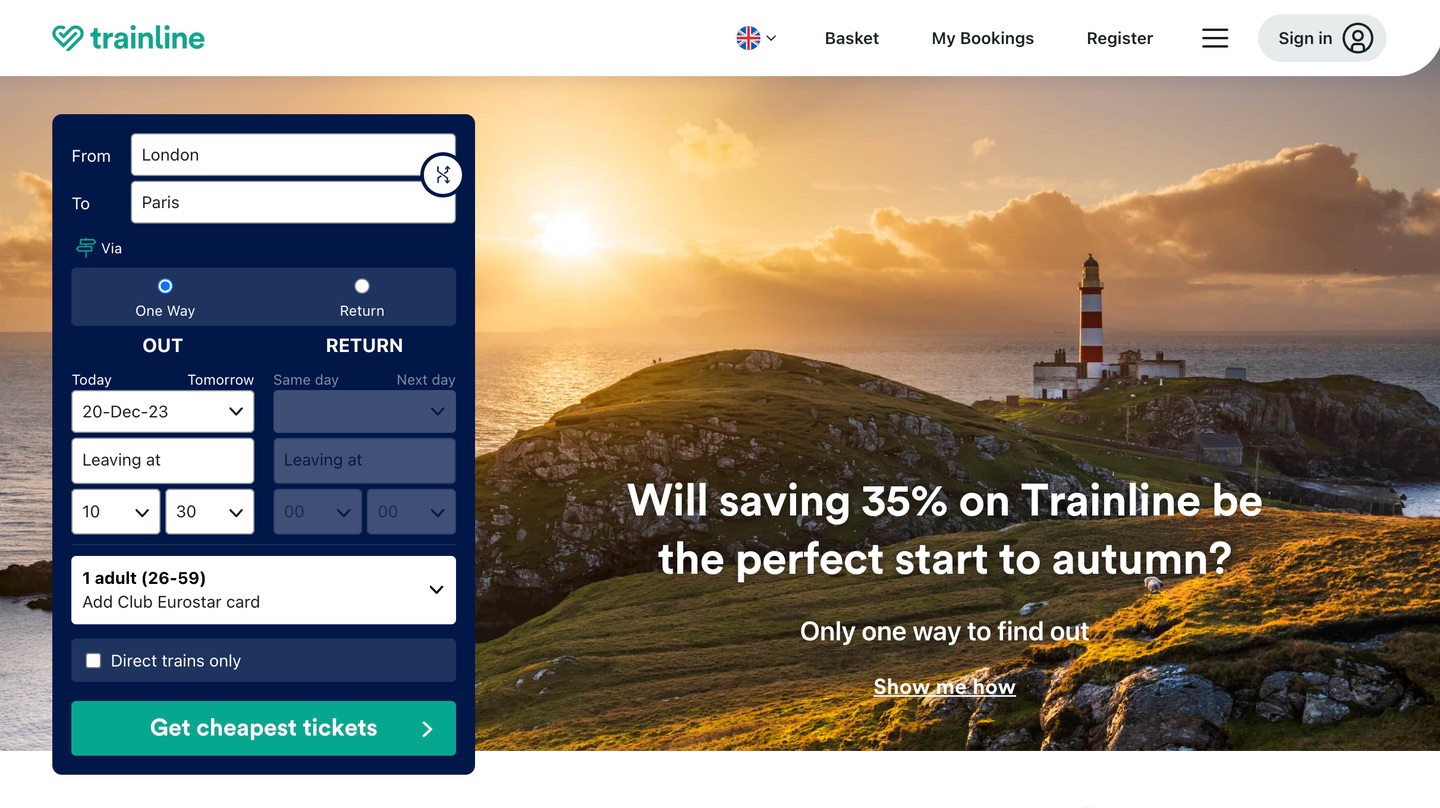 trainline
Basket
My Bookings
Register
Sign in
From
London
To
Paris
Via
One Way
Return
OUT
RETURN
Today
Tomorrow
Same day
Next day
20-Dec-23
Leaving at
Leaving at
10
30
00
00
1 adult (26-59)
Add Club Eurostar card
Direct trains only
Get cheapest tickets
Will saving 35% on Trainline be
the perfect start to autumn?
Only one way to find out
Show me how